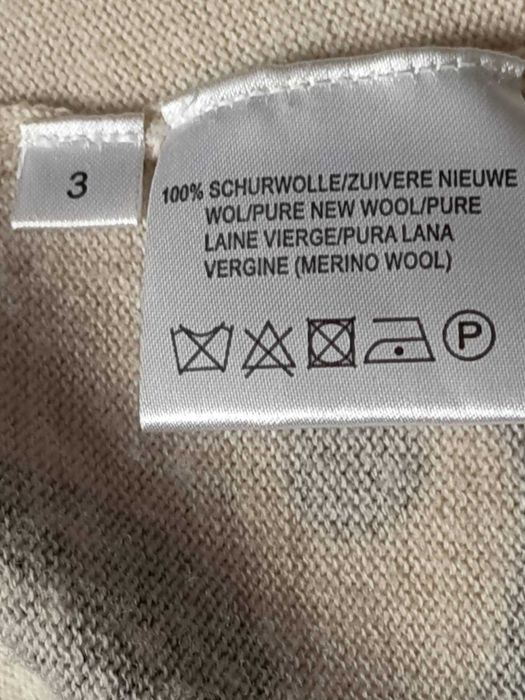 3
100% SCHURWOLLE/ZUIVERE NIEUWE
WOL/PURE NEW WOOL/PURE
LAINE VIERGE/PURA LANA
VERGINE (MERINO WOOL)
P